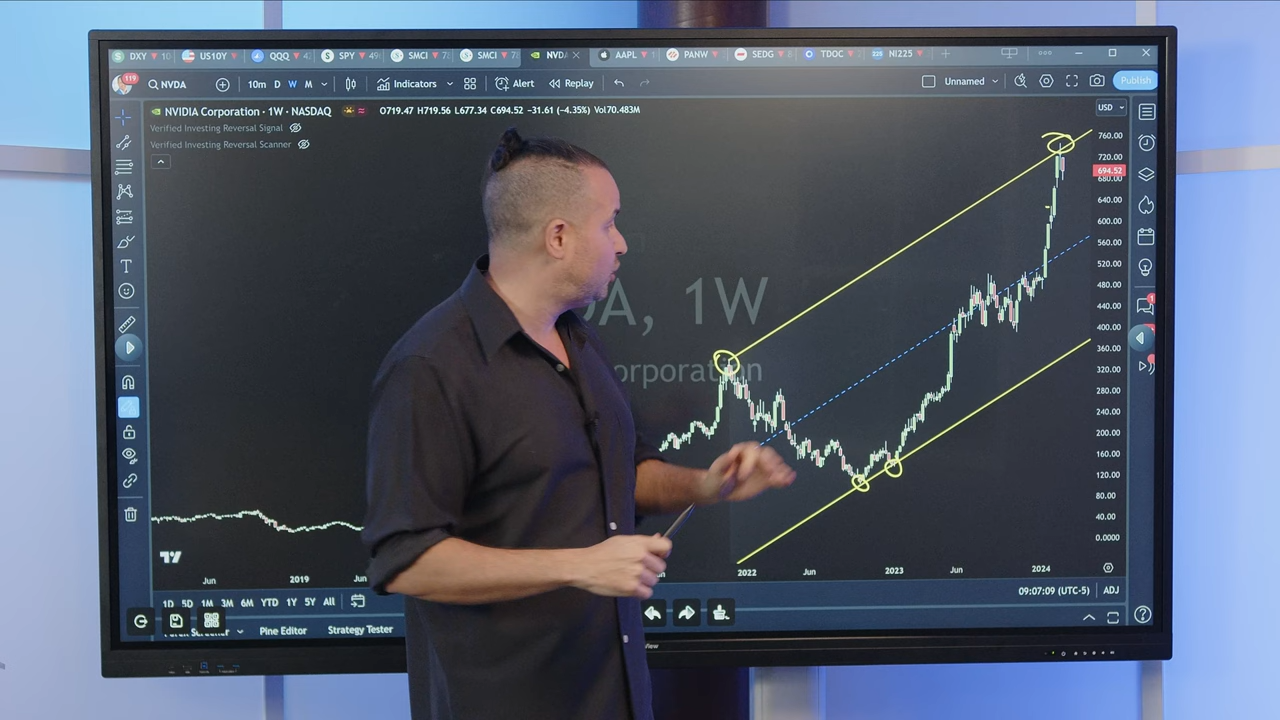 DXY
US10Y
QQQ
SPY
SMCI
SMCI
NVDA
AAPL
PANW
SEDG
TDOC
NI225
119
NVDA
10m D W M
Indicators
Alert
Replay
Unnamed
Publish
NVIDIA Corporation · 1W · NASDAQ
O719.47 H719.56 L677.34 C694.52 -31.61 (-4.35%) Vol70.483M
USD
Verified Investing Reversal Signal
Verified Investing Reversal Scanner
A, 1W
orporation
760.00
720.00
694.52
680.00
640.00
600.00
560.00
520.00
480.00
440.00
400.00
360.00
320.00
280.00
240.00
200.00
160.00
120.00
80.00
40.00
0.0000
Jun 2019 2022 Jun 2023 Jun 2024
1D 5D 1M 3M 6M YTD 1Y 5Y All
09:07:09 (UTC-5) ADJ
Pine Editor
Strategy Tester